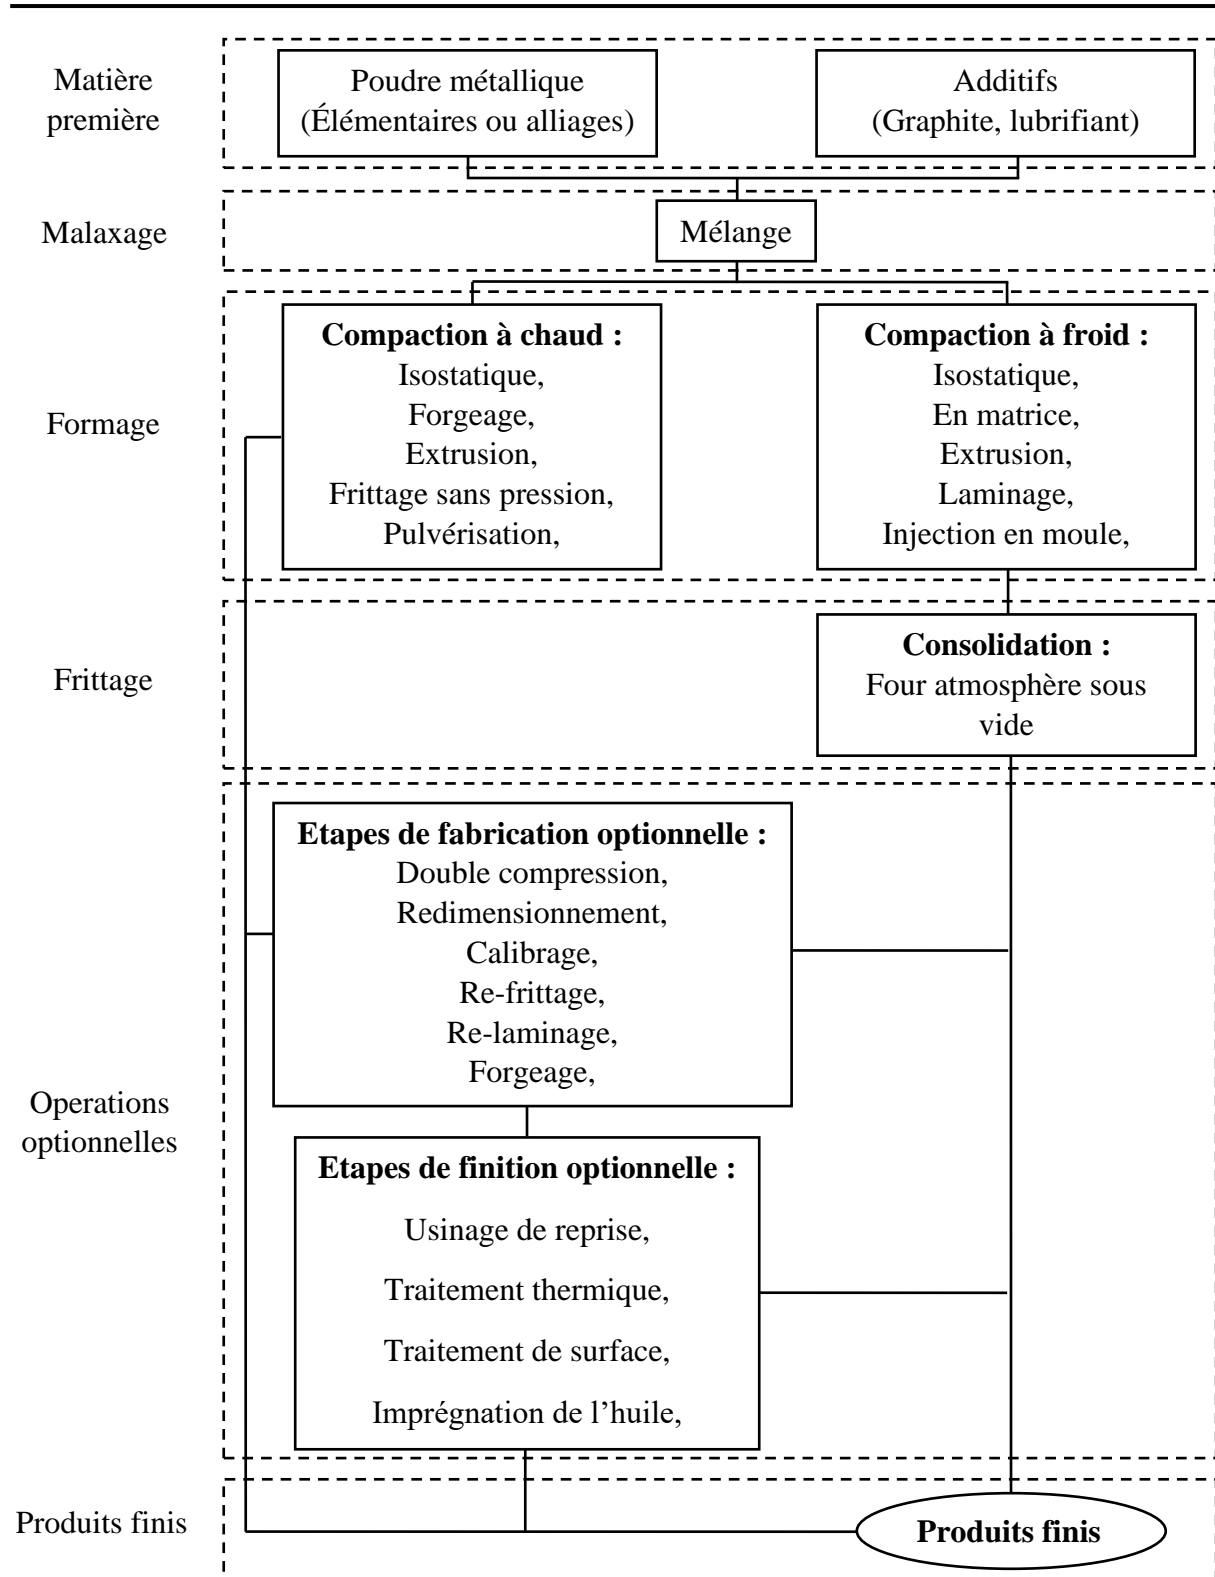 Matière
première
Poudre métallique
(Élémentaires ou alliages)
Additifs
(Graphite, lubrifiant)
Malaxage
Mélange
Formage
Compaction à chaud :
Isostatique,
Forgeage,
Extrusion,
Frittage sans pression,
Pulvérisation,
Compaction à froid :
Isostatique,
En matrice,
Extrusion,
Laminage,
Injection en moule,
Frittage
Consolidation :
Four atmosphère sous
vide
Operations
optionnelles
Etapes de fabrication optionnelle :
Double compression,
Redimensionnement,
Calibrage,
Re-frittage,
Re-laminage,
Forgeage,
Etapes de finition optionnelle :
Usinage de reprise,
Traitement thermique,
Traitement de surface,
Imprégnation de l’huile,
Produits finis
Produits finis